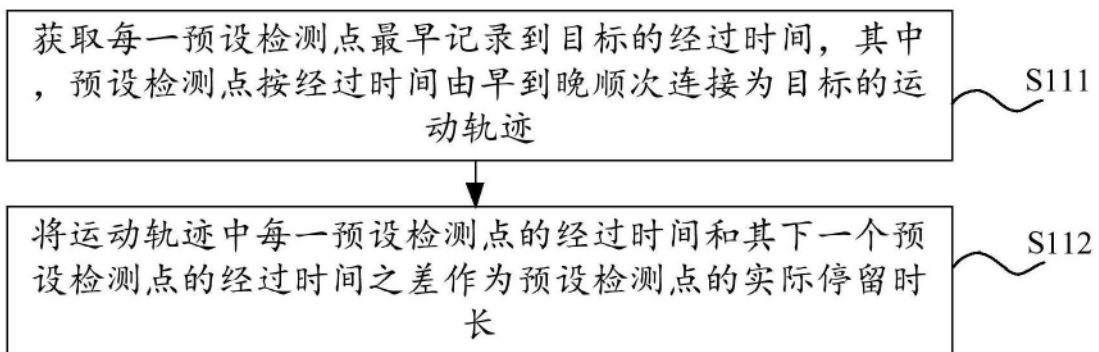 获取每一预设检测点最早记录到目标的经过时间，其中
，预设检测点按经过时间由早到晚顺次连接为目标的运
动轨迹
S111
将运动轨迹中每一预设检测点的经过时间和其下一个预
设检测点的经过时间之差作为预设检测点的实际停留时
长
S112